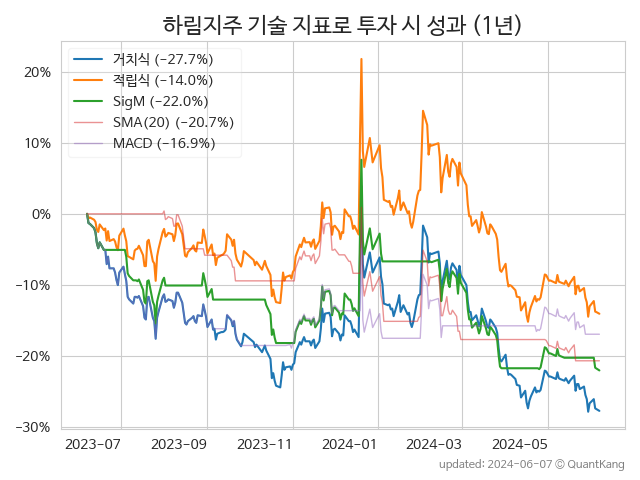 하림지주 기술 지표로 투자 시 성과 (1년)
거치식 (−27.7%)
적립식 (−14.0%)
SigM (−22.0%)
SMA(20) (−20.7%)
MACD (−16.9%)
20%
10%
0%
−10%
−20%
−30%
2023−07 2023−09 2023−11 2024−01 2024−03 2024−05
updated: 2024−06−07 © QuantKang